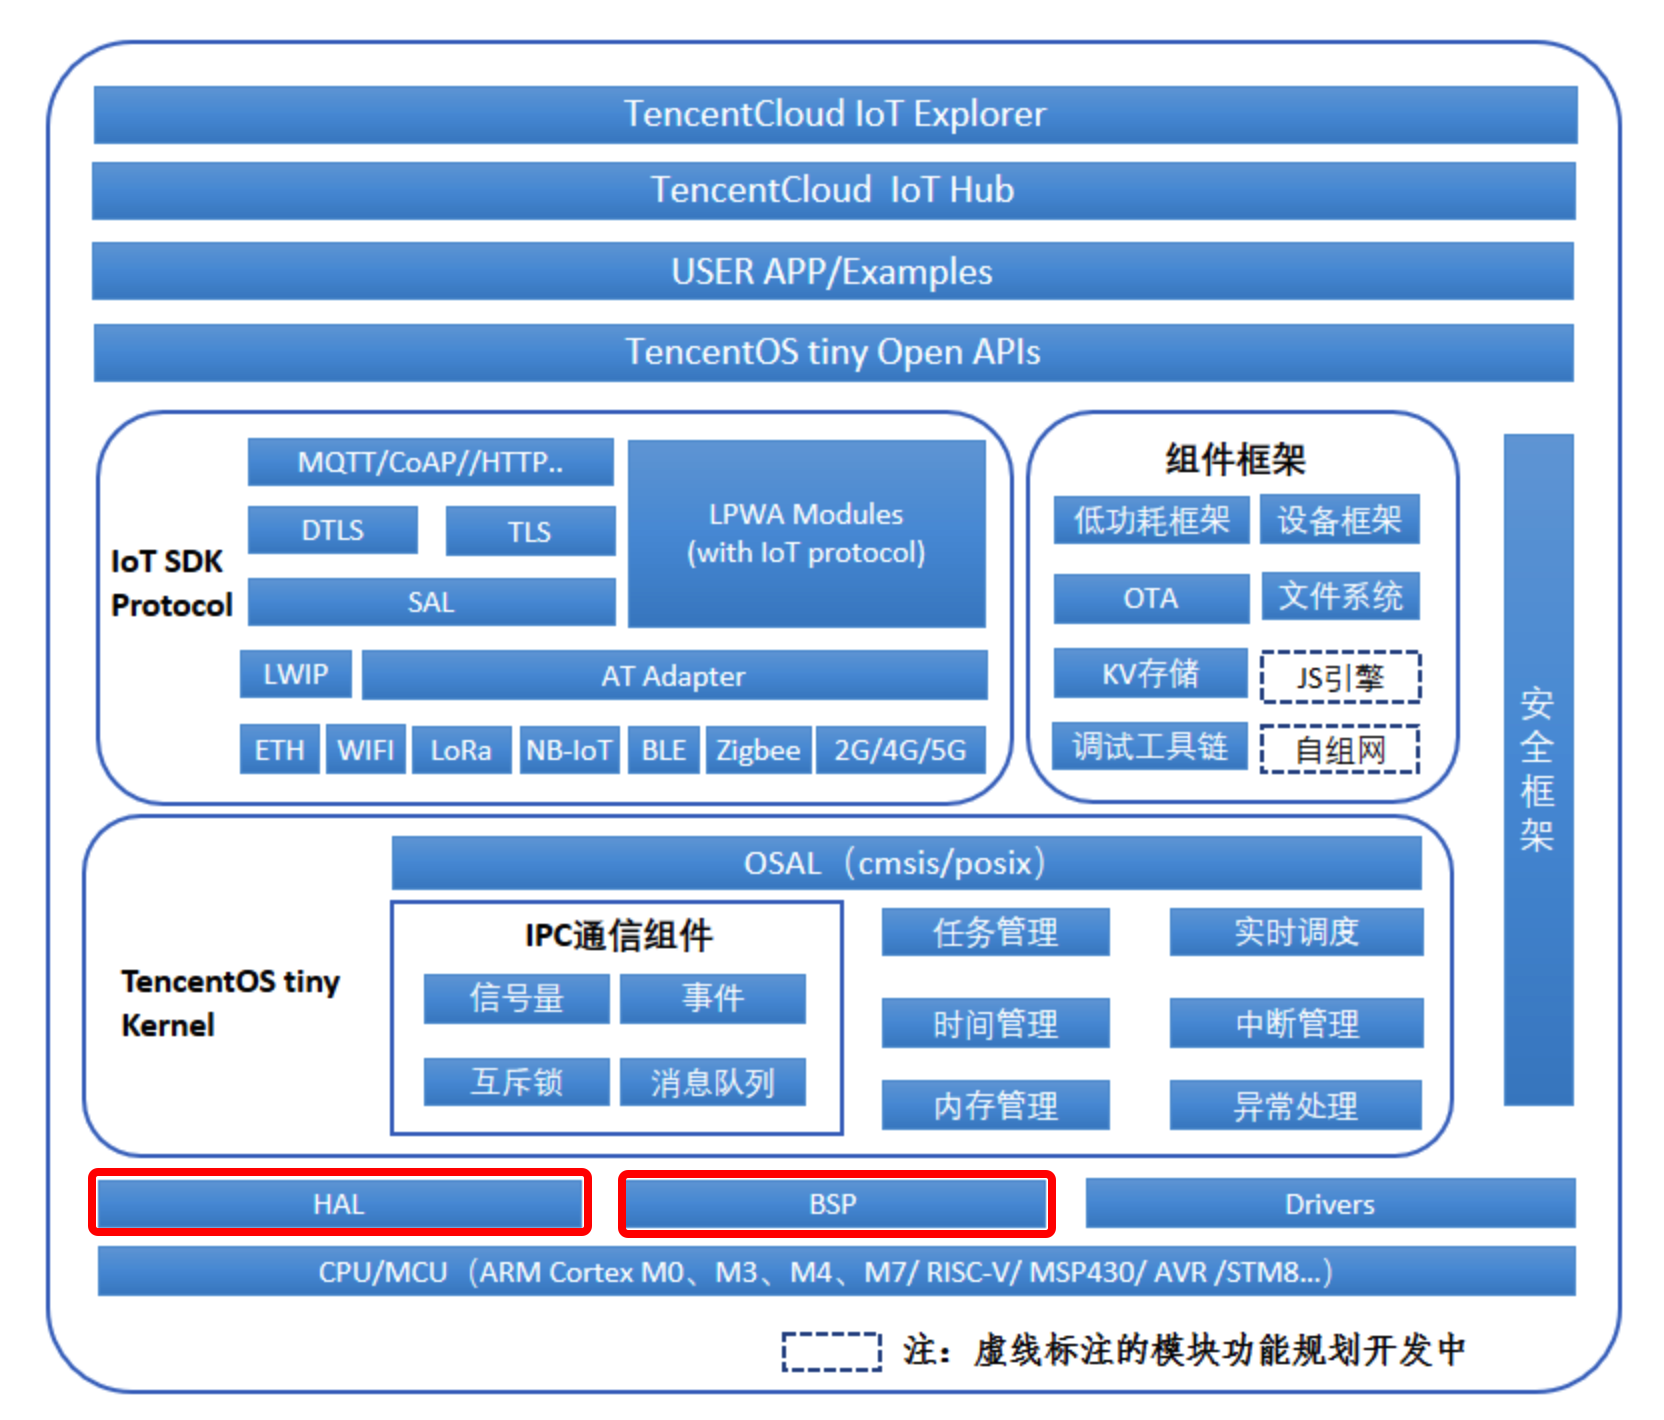 TencentCloud IoT Explorer
TencentCloud  IoT Hub
USER APP/Examples
TencentOS tiny Open APIs
IoT SDK
Protocol
MQTT/CoAP//HTTP..
DTLS
TLS
SAL
LPWA Modules
(with IoT protocol)
LWIP
AT Adapter
ETH
WIFI
LoRa
NB-IoT
BLE
Zigbee
2G/4G/5G
组件框架
低功耗框架
设备框架
OTA
文件系统
KV存储
JS引擎
调试工具链
自组网
安全框架
TencentOS tiny
Kernel
OSAL（cmsis/posix）
IPC通信组件
信号量
事件
互斥锁
消息队列
任务管理
实时调度
时间管理
中断管理
内存管理
异常处理
HAL
BSP
Drivers
CPU/MCU（ARM Cortex M0、M3、M4、M7/ RISC-V/ MSP430/ AVR /STM8...）
注：虚线标注的模块功能规划开发中